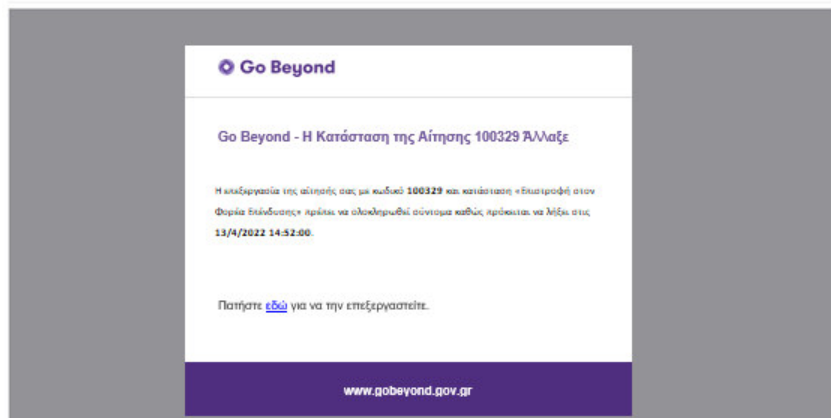 Go Beyond
Go Beyond - Η Κατάσταση της Αίτησης 100329 Άλλαξε
Η επεξεργασία της αίτησής σας με κωδικό 100329 και κατάσταση «Επιστροφή στον
Φορέα Επένδυσης» πρέπει να ολοκληρωθεί σύντομα καθώς πρόκειται να λήξει στις
13/4/2022 14:52:00.
Πατήστε εδώ για να την επεξεργαστείτε.
www.gobeyond.gov.gr